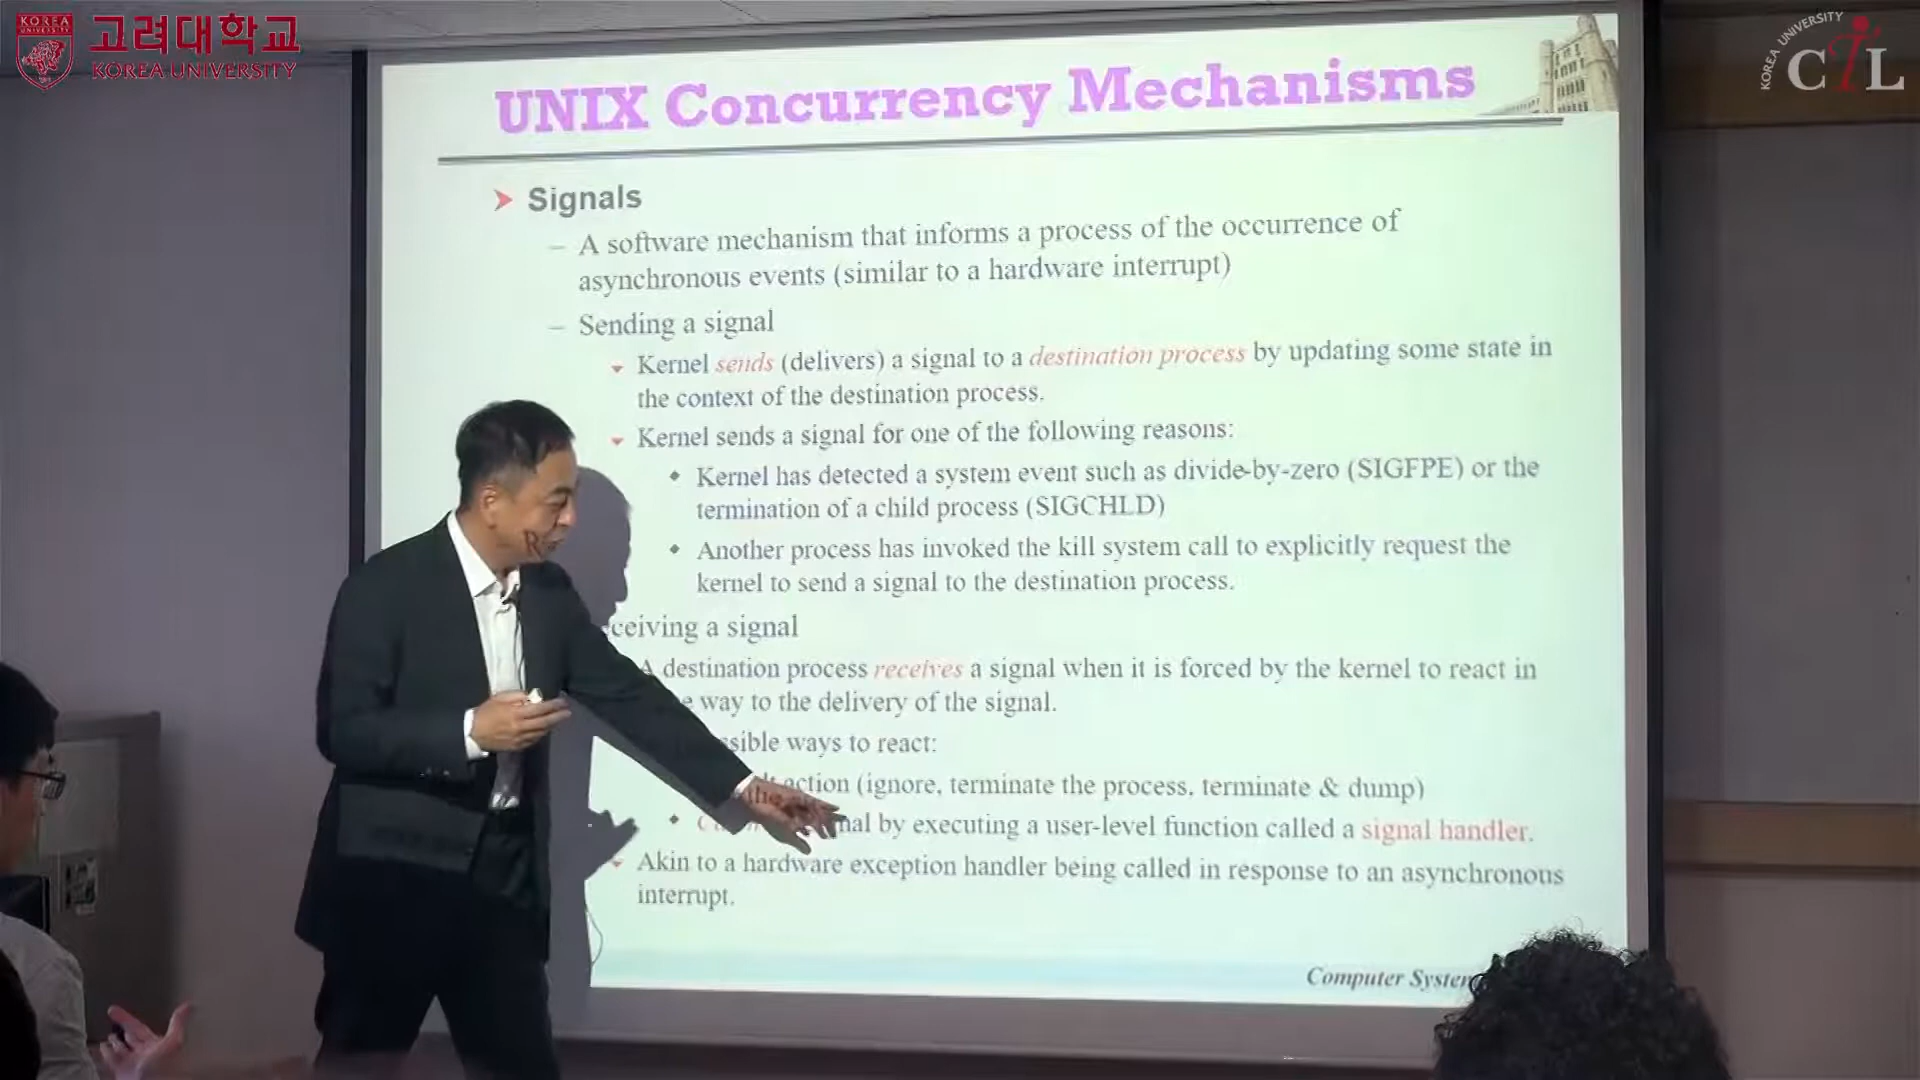 KOREA
UNIVERSITY
고려대학교
KOREA UNIVERSITY
KOREA UNIVERSITY
CTL
UNIX Concurrency Mechanisms
➤ Signals
– A software mechanism that informs a process of the occurrence of
asynchronous events (similar to a hardware interrupt)
– Sending a signal
Kernel sends (delivers) a signal to a destination process by updating some state in
the context of the destination process.
Kernel sends a signal for one of the following reasons:
Kernel has detected a system event such as divide-by-zero (SIGFPE) or the
termination of a child process (SIGCHLD)
Another process has invoked the kill system call to explicitly request the
kernel to send a signal to the destination process.
ceiving a signal
A destination process receives a signal when it is forced by the kernel to react in
way to the delivery of the signal.
sible ways to react:
the action (ignore, terminate the process, terminate & dump)
nal by executing a user-level function called a signal handler.
Akin to a hardware exception handler being called in response to an asynchronous
interrupt.
Computer System